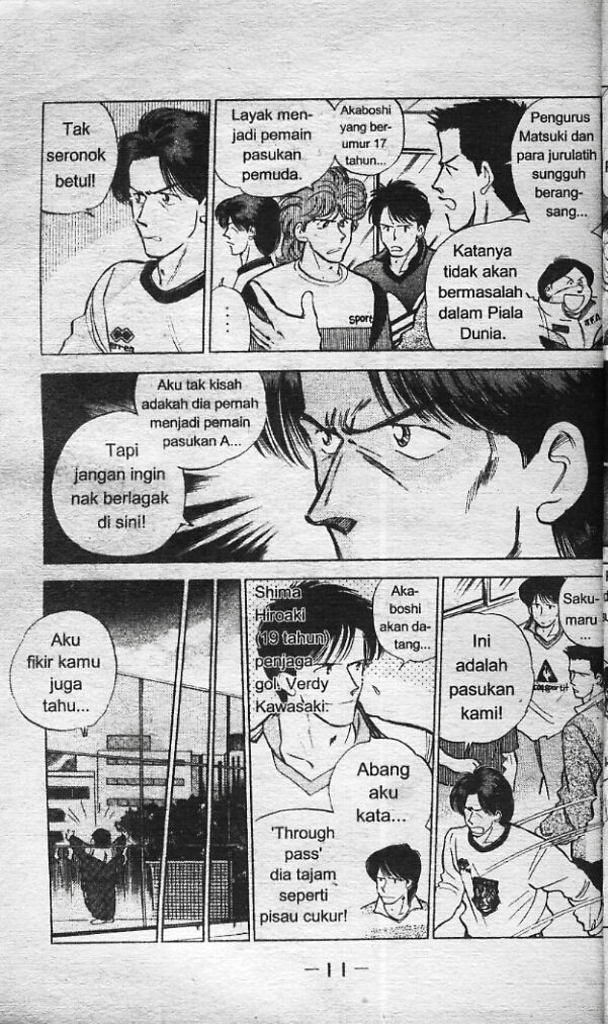 Tak
seronok
betul!
Layak men-
jadi pemain
pasukan
pemuda.
Akaboshi
yang ber-
umur 17
tahun...
Pengurus
Matsuki dan
para jurulatih
sungguh
berang-
sang...
Katanya
tidak akan
bermasalah
dalam Piala
Dunia.
Sport
Aku tak kisah
adakah dia pernah
menjadi pemain
pasukan A...
Tapi
jangan ingin
nak berlagak
di sini!
Aku
fikir kamu
juga
tahu...
Shima
Hiroaki
(19 tahun)
penjaga
gol. Verdy
Kawasaki.
Aka-
boshi
akan da-
tang...
Abang
aku
kata...
'Through
pass'
dia tajam
seperti
pisau cukur!
Saku-
maru
...
Ini
adalah
pasukan
kami!
— 11 —